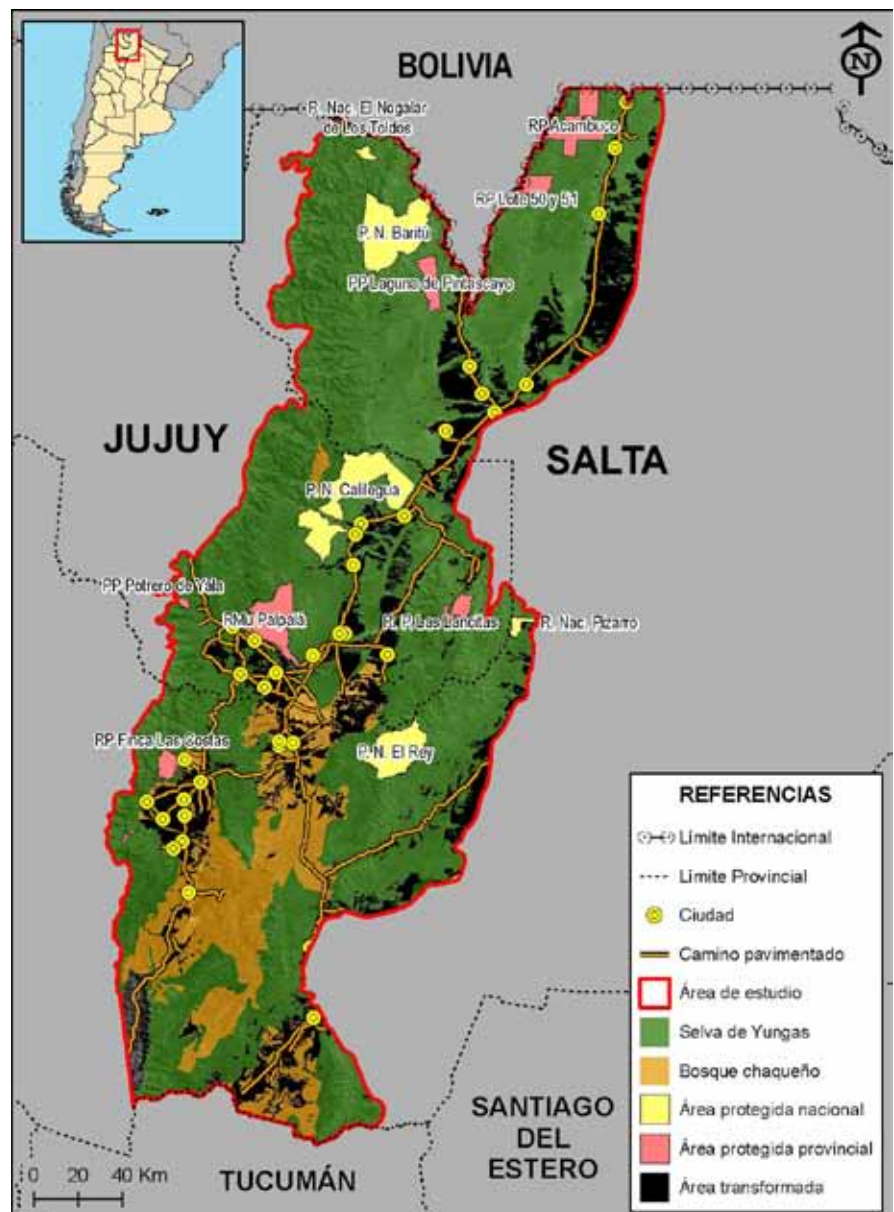 BOLIVIA
N
R. Nac. El Nogalar
de Los Toldos
RP Acambuco
RP Lote 50 y 51
P. N. Baritú
PP Laguna de Pintascayo
JUJUY
SALTA
P. N. Calilegua
PP Potrero de Yala
RMu Palpalá
R. P. Las Lancitas
R. Nac. Pizarro
RP Finca Las Costas
P. N. El Rey
REFERENCIAS
Límite Internacional
Límite Provincial
Ciudad
Camino pavimentado
Área de estudio
Selva de Yungas
Bosque chaqueño
Área protegida nacional
Área protegida provincial
Área transformada
SANTIAGO
DEL
ESTERO
TUCUMÁN
0 20 40 Km